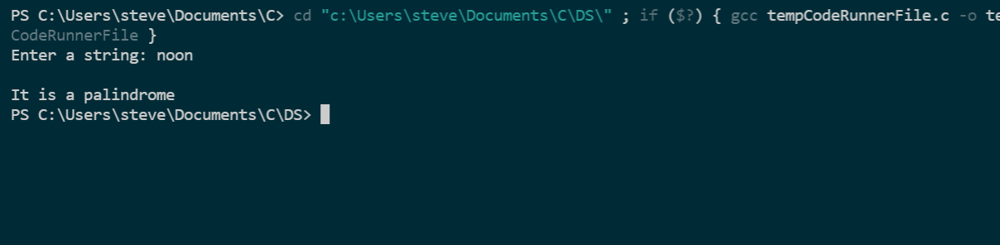 PS C:\Users\steve\Documents\C> cd "c:\Users\steve\Documents\C\DS\" ; if ($?) { gcc tempCodeRunnerFile.c -o te
CodeRunnerFile }
Enter a string: noon
It is a palindrome
PS C:\Users\steve\Documents\C\DS>